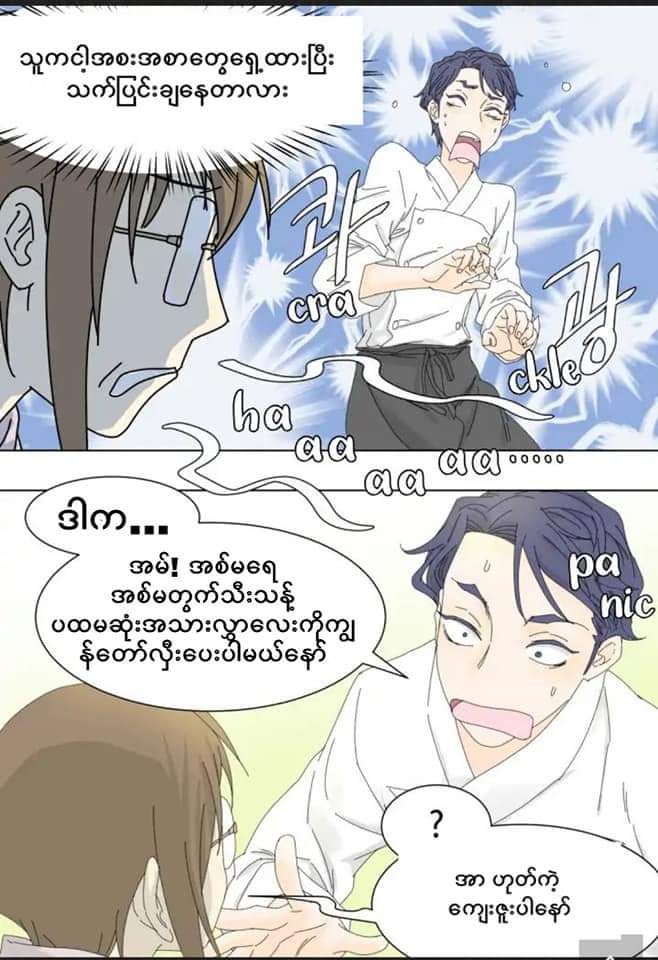 သူကငါ့အစားအစာတွေရှေ့ထားပြီး
သက်ပြင်းချနေတာလား
콰
cra
광
ckle
ha
aa
aa
aa.....
ဒါက...
အမ်! အစ်မရေ
အစ်မတွက်သီးသန့်
ပထမဆုံးအသားလွှာလေးကိုကျွ
န်တော်လှီးပေးပါမယ်နော်
pa
nic
?
အာ ဟုတ်ကဲ့
ကျေးဇူးပါနော်